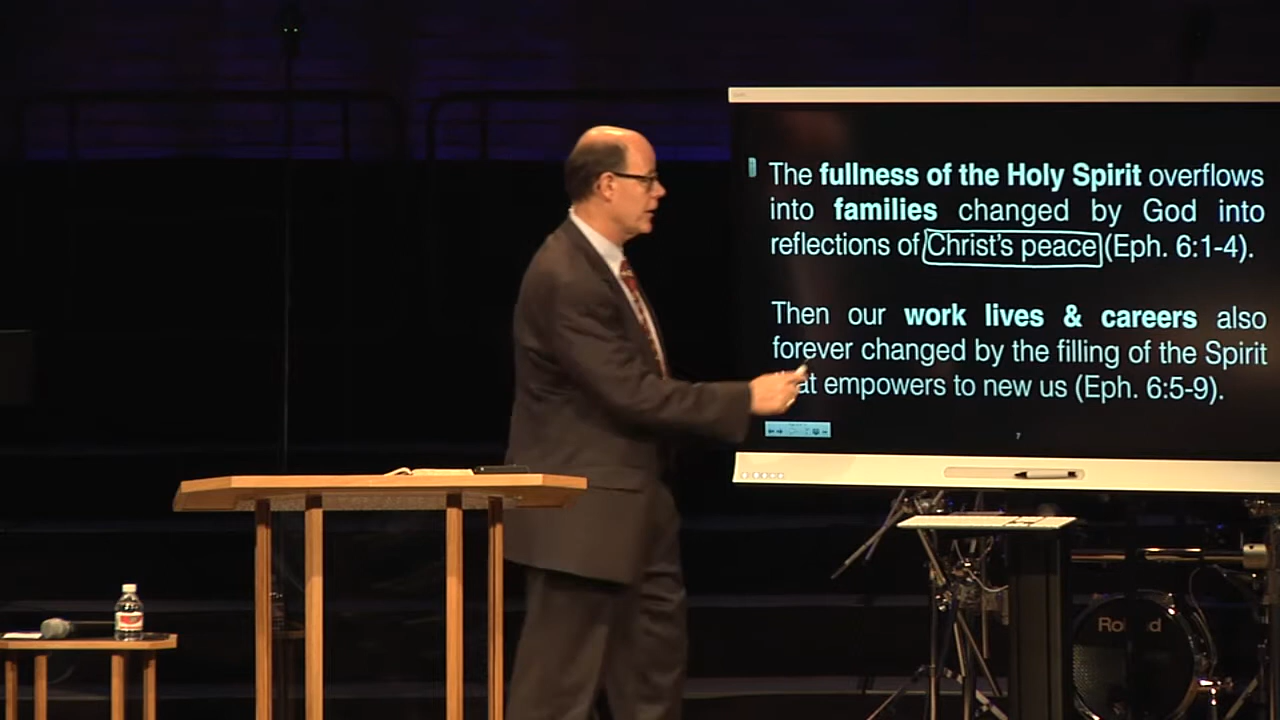 The fullness of the Holy Spirit overflows
into families changed by God into
reflections of Christ's peace (Eph. 6:1-4).
Then our work lives & careers also
forever changed by the filling of the Spirit
empowers to new us (Eph. 6:5-9).
7